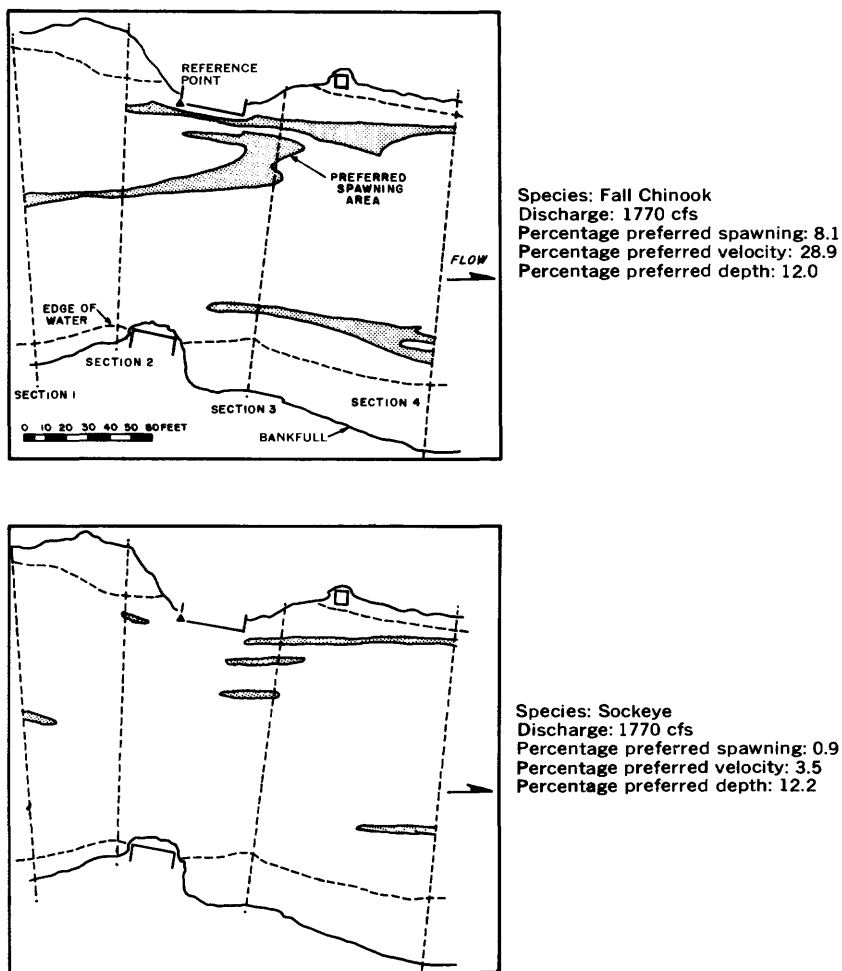 REFERENCE
POINT
PREFERRED
SPAWNING
AREA
FLOW
EDGE OF
WATER
SECTION 2
SECTION 1
SECTION 3
SECTION 4
0 10 20 30 40 50 60 FEET
BANKFULL
Species: Fall Chinook
Discharge: 1770 cfs
Percentage preferred spawning: 8.1
Percentage preferred velocity: 28.9
Percentage preferred depth: 12.0
Species: Sockeye
Discharge: 1770 cfs
Percentage preferred spawning: 0.9
Percentage preferred velocity: 3.5
Percentage preferred depth: 12.2